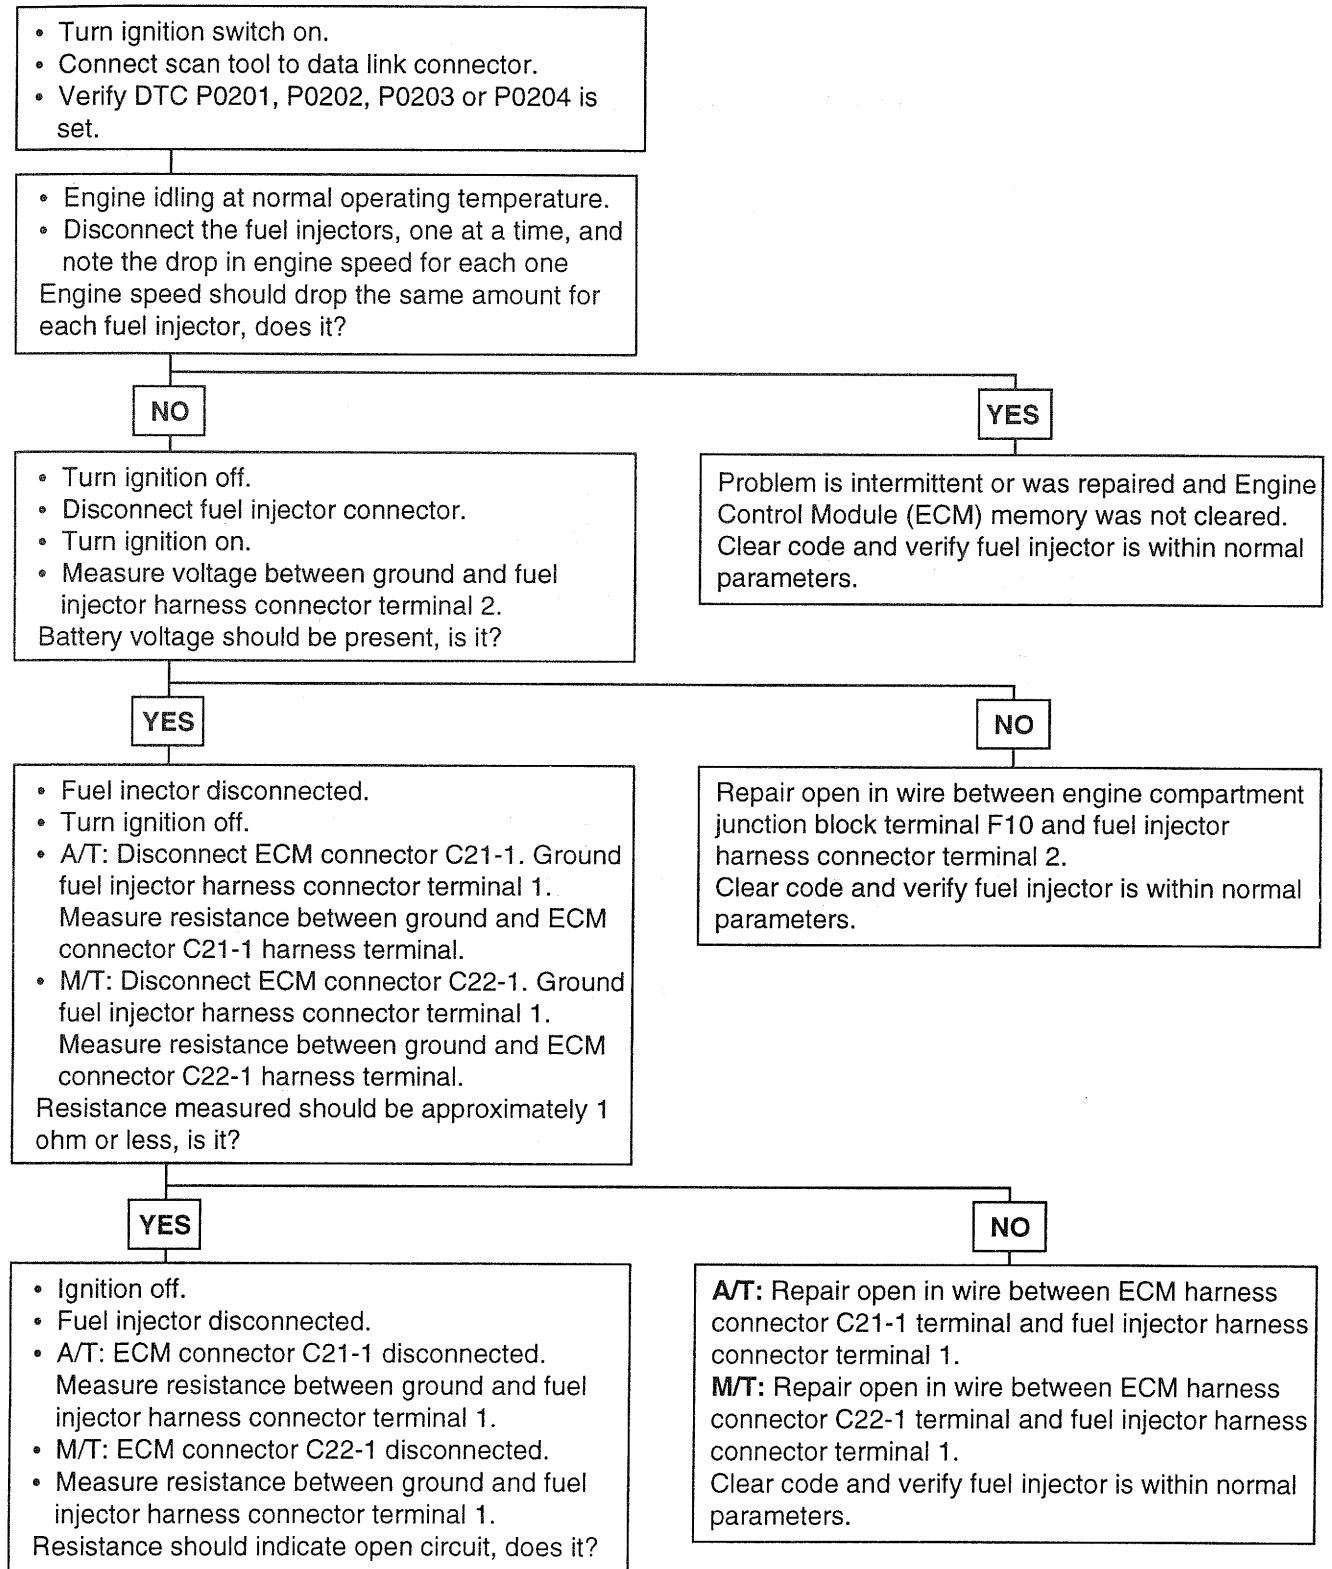 • Turn ignition switch on.
• Connect scan tool to data link connector.
• Verify DTC P0201, P0202, P0203 or P0204 is
set.
• Engine idling at normal operating temperature.
• Disconnect the fuel injectors, one at a time, and
note the drop in engine speed for each one
Engine speed should drop the same amount for
each fuel injector, does it?
NO
YES
• Turn ignition off.
• Disconnect fuel injector connector.
• Turn ignition on.
• Measure voltage between ground and fuel
injector harness connector terminal 2.
Battery voltage should be present, is it?
Problem is intermittent or was repaired and Engine
Control Module (ECM) memory was not cleared.
Clear code and verify fuel injector is within normal
parameters.
YES
NO
• Fuel inector disconnected.
• Turn ignition off.
• A/T: Disconnect ECM connector C21-1. Ground
fuel injector harness connector terminal 1.
Measure resistance between ground and ECM
connector C21-1 harness terminal.
• M/T: Disconnect ECM connector C22-1. Ground
fuel injector harness connector terminal 1.
Measure resistance between ground and ECM
connector C22-1 harness terminal.
Resistance measured should be approximately 1
ohm or less, is it?
Repair open in wire between engine compartment
junction block terminal F10 and fuel injector
harness connector terminal 2.
Clear code and verify fuel injector is within normal
parameters.
YES
NO
• Ignition off.
• Fuel injector disconnected.
• A/T: ECM connector C21-1 disconnected.
Measure resistance between ground and fuel
injector harness connector terminal 1.
• M/T: ECM connector C22-1 disconnected.
• Measure resistance between ground and fuel
injector harness connector terminal 1.
Resistance should indicate open circuit, does it?
A/T: Repair open in wire between ECM harness
connector C21-1 terminal and fuel injector harness
connector terminal 1.
M/T: Repair open in wire between ECM harness
connector C22-1 terminal and fuel injector harness
connector terminal 1.
Clear code and verify fuel injector is within normal
parameters.